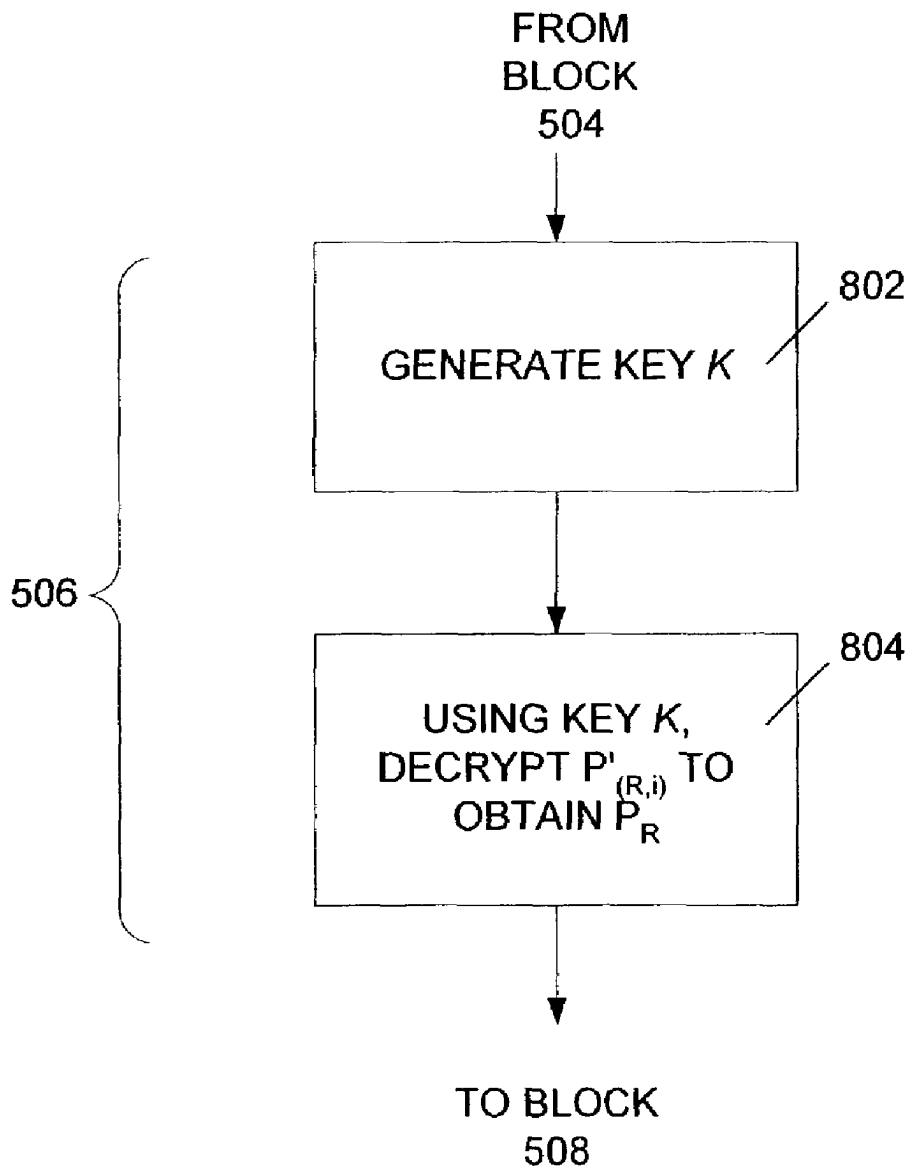 FROM
BLOCK
504
802
GENERATE KEY K
506
804
USING KEY K,
DECRYPT P'(R,i) TO
OBTAIN PR
TO BLOCK
508